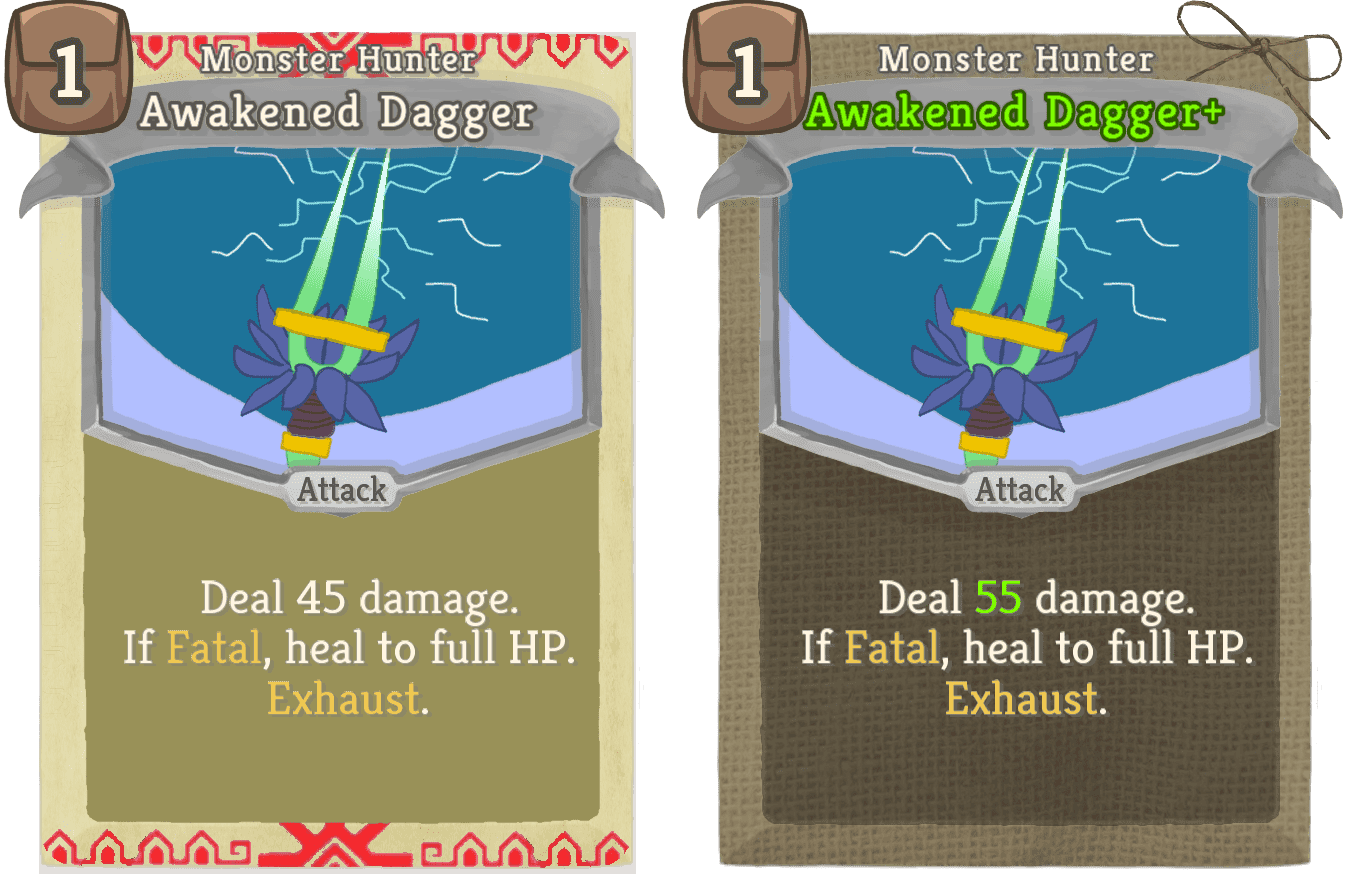 1
Monster Hunter
Awakened Dagger
Attack
Deal 45 damage.
If Fatal, heal to full HP.
Exhaust.
1
Monster Hunter
Awakened Dagger+
Attack
Deal 55 damage.
If Fatal, heal to full HP.
Exhaust.